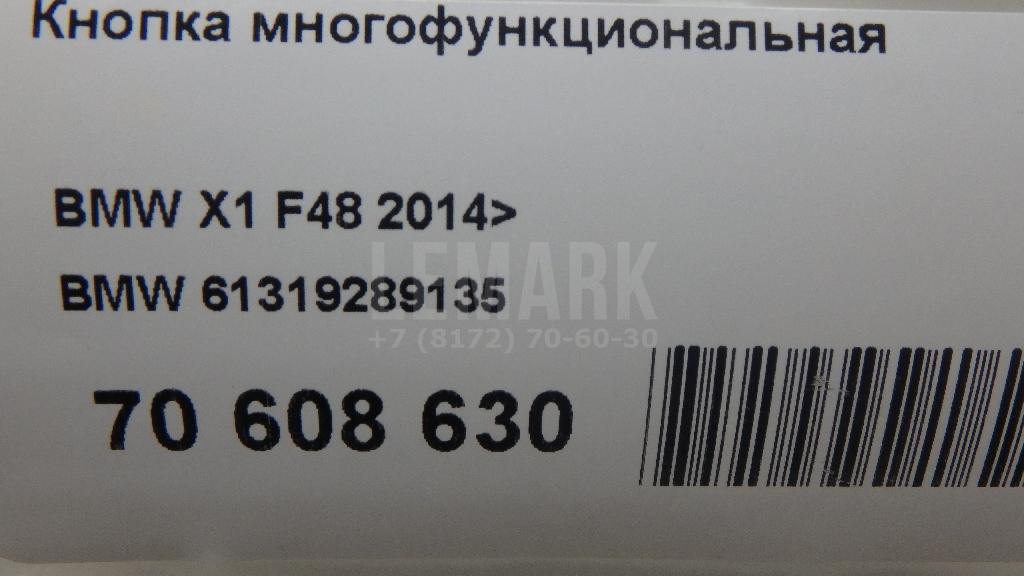 Кнопка многофункциональная
BMW X1 F48 2014>
BMW 61319289135
LEMARK
+7 (8172) 70-60-30
70 608 630